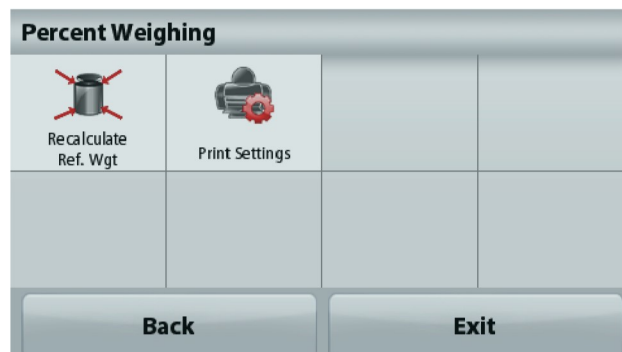 Percent Weighing
Recalculate
Ref. Wgt
Print Settings
Back
Exit